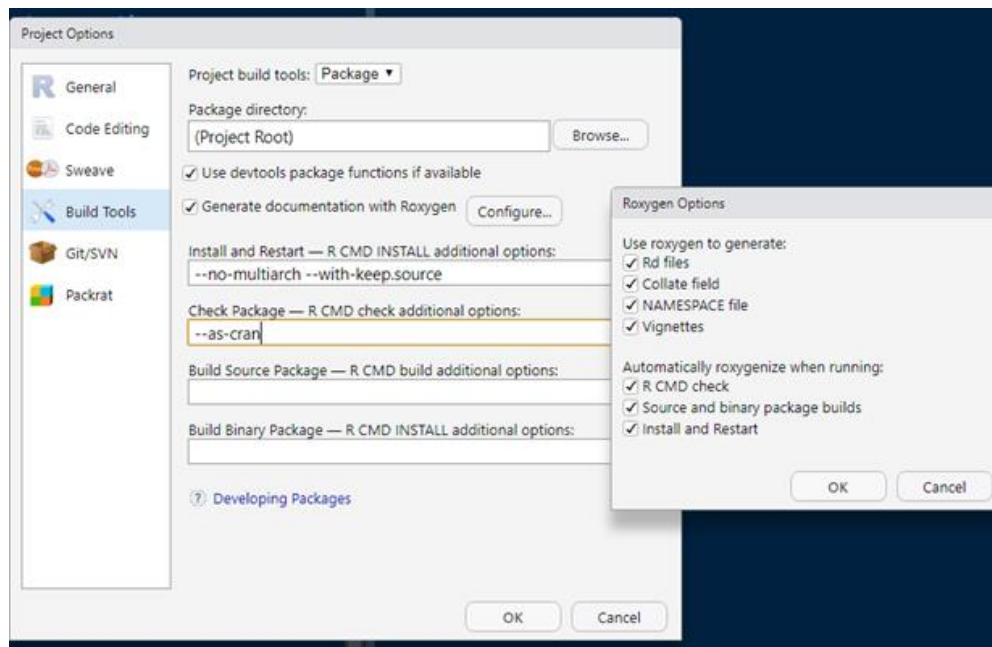 Project Options
General
Code Editing
Sweave
Build Tools
Git/SVN
Packrat
Project build tools: Package
Package directory:
(Project Root)
Browse...
Use devtools package functions if available
Generate documentation with Roxygen
Configure...
Install and Restart — R CMD INSTALL additional options:
--no-multiarch --with-keep.source
Check Package — R CMD check additional options:
--as-cran
Build Source Package — R CMD build additional options:
Build Binary Package — R CMD INSTALL additional options:
? Developing Packages
OK
Cancel
Roxygen Options
Use roxygen to generate:
Rd files
Collate field
NAMESPACE file
Vignettes
Automatically roxygenize when running:
R CMD check
Source and binary package builds
Install and Restart
OK
Cancel